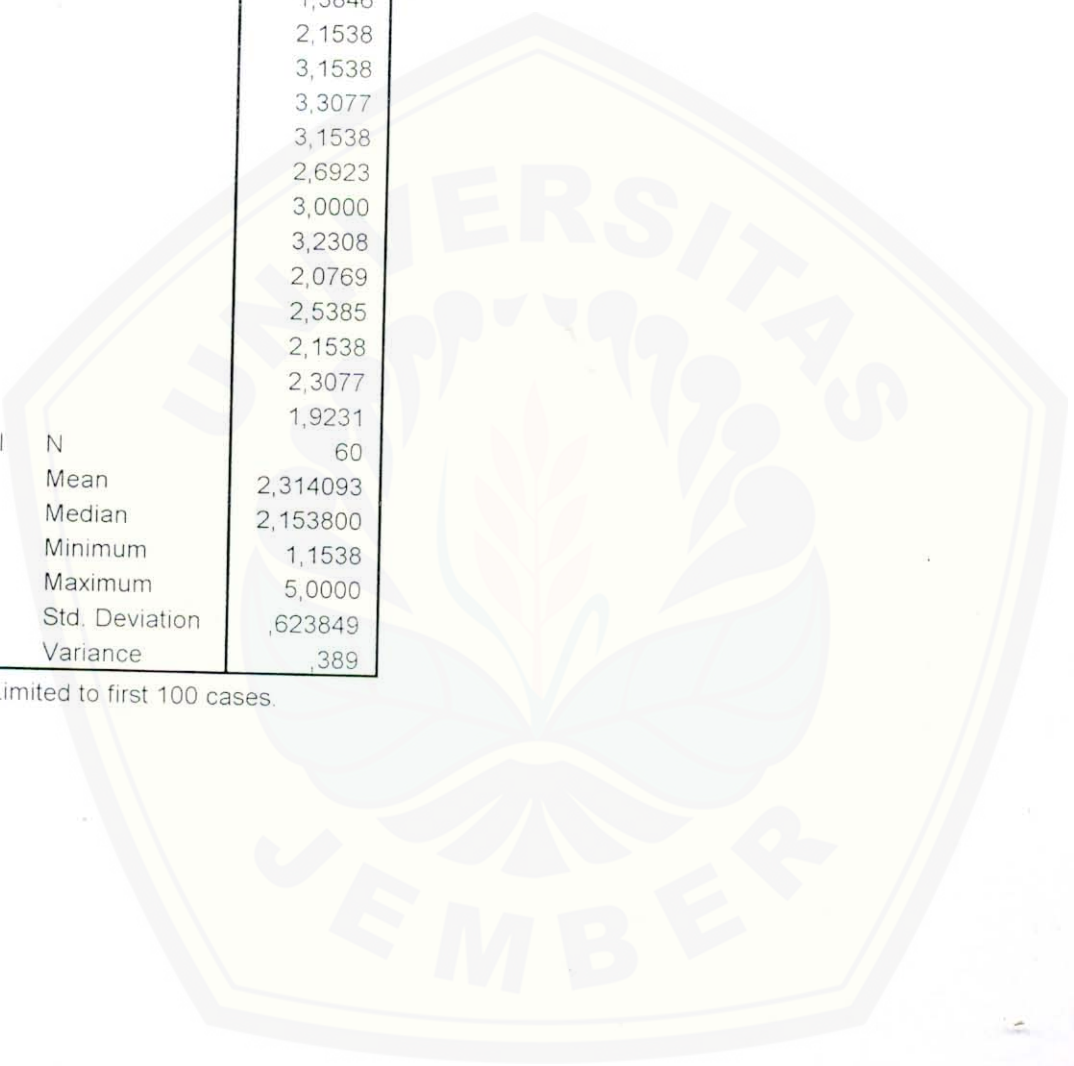 2,1538
3,1538
3,3077
3,1538
2,6923
3,0000
3,2308
2,0769
2,5385
2,1538
2,3077
1,9231
N 60
Mean 2,314093
Median 2,153800
Minimum 1,1538
Maximum 5,0000
Std. Deviation ,623849
Variance ,389
imited to first 100 cases.
UNIVERSITAS
JEMBER